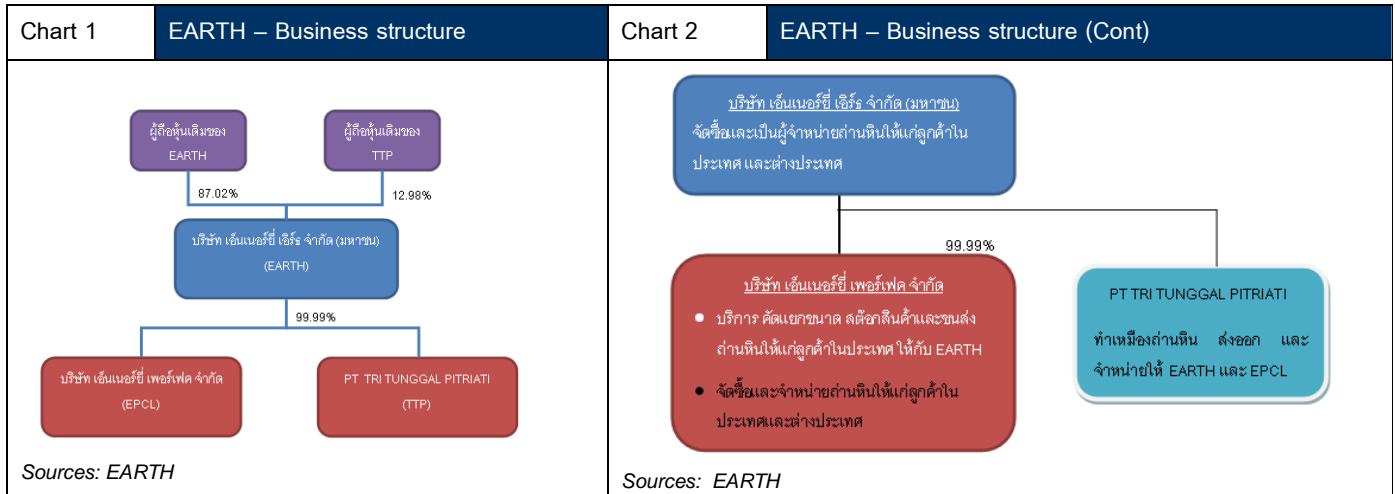 Chart 1
EARTH – Business structure
ผู้ถือหุ้นเดิมของ
EARTH
ผู้ถือหุ้นเดิมของ
TTP
87.02%
12.98%
บริษัท เอ็นเนอร์ยี่ เอิร์ธ จำกัด (มหาชน)
(EARTH)
99.99%
บริษัท เอ็นเนอร์ยี่ เพอร์เฟค จำกัด
(EPCL)
PT TRI TUNGGAL PITRIATI
(TTP)
Sources: EARTH
Chart 2
EARTH – Business structure (Cont)
บริษัท เอ็นเนอร์ยี่ เอิร์ธ จำกัด (มหาชน)
จัดซื้อและเป็นผู้จำหน่ายถ่านหินให้แก่ลูกค้าใน
ประเทศ และต่างประเทศ
99.99%
บริษัท เอ็นเนอร์ยี่ เพอร์เฟค จำกัด
• บริการ คัดแยกขนาด สต๊อกสินค้าและขนส่ง
ถ่านหินให้แก่ลูกค้าในประเทศ ให้กับ EARTH
• จัดซื้อและจำหน่ายถ่านหินให้แก่ลูกค้าใน
ประเทศและต่างประเทศ
PT TRI TUNGGAL PITRIATI
ทำเหมืองถ่านหิน ส่งออก และ
จำหน่ายให้ EARTH และ EPCL
Sources: EARTH